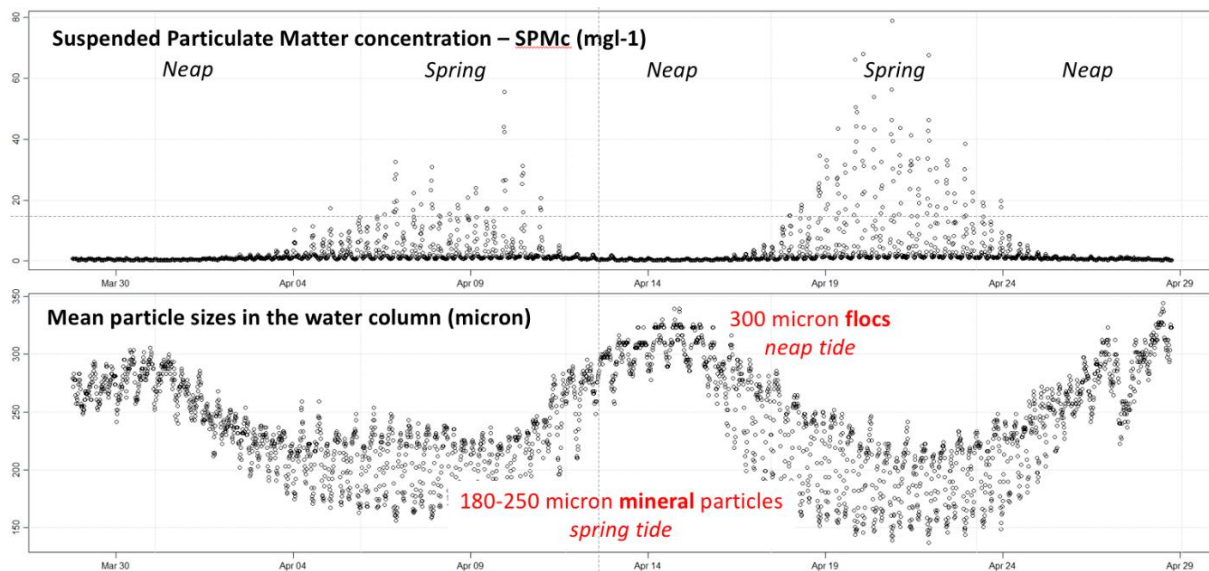 80
60
40
20
0
Suspended Particulate Matter concentration – SPMc (mgl-1)
Neap Spring Neap Spring Neap
Mar 30 Apr 04 Apr 09 Apr 14 Apr 19 Apr 24 Apr 29
350
300
250
200
150
Mean particle sizes in the water column (micron)
300 micron flocs
neap tide
180-250 micron mineral particles
spring tide
Mar 30 Apr 04 Apr 09 Apr 14 Apr 19 Apr 24 Apr 29